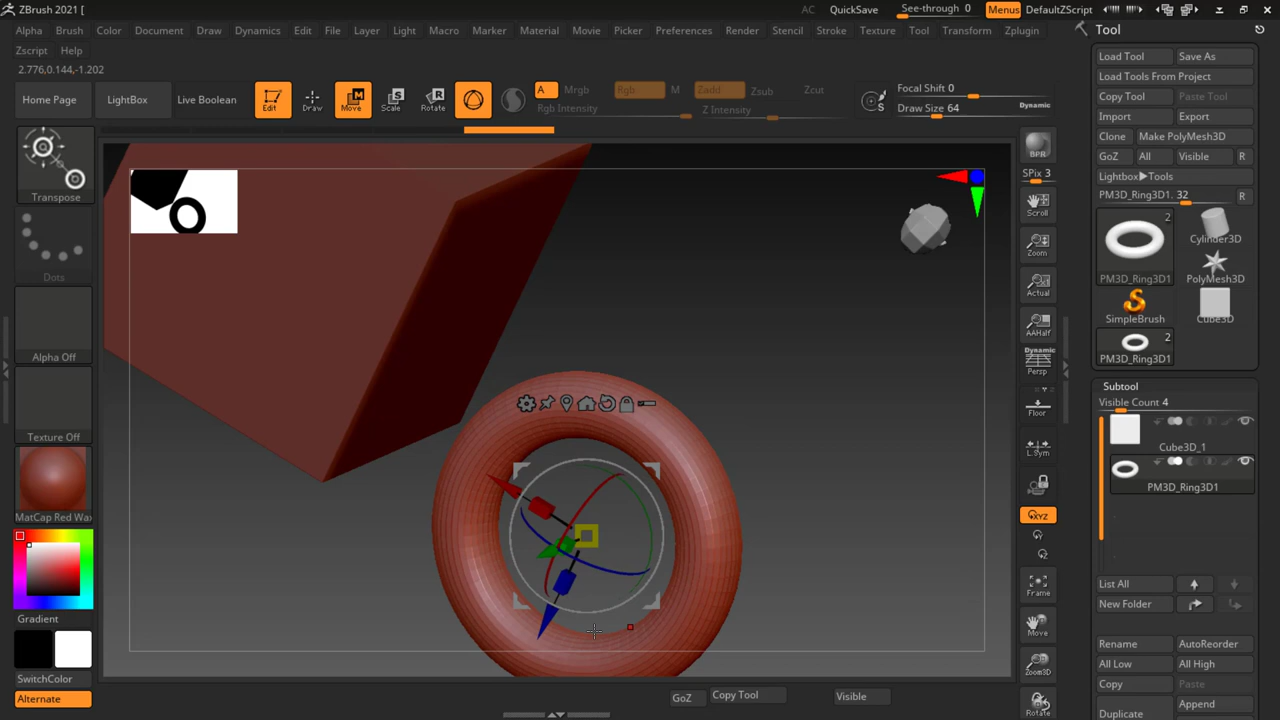 ZBrush 2021 [
AC QuickSave See-through 0 Menus DefaultZScript
Alpha Brush Color Document Draw Dynamics Edit File Layer Light Macro Marker Material Movie Picker Preferences Render Stencil Stroke Texture Tool Transform Zplugin
Zscript Help
2.776,0.144,-1.202
Home Page LightBox Live Boolean Edit Draw Move Scale Rotate A Mrgb Rgb M Zadd Zsub Zcut
Rgb Intensity Z Intensity
S Focal Shift 0
Draw Size 64 Dynamic
Transpose
Dots
Alpha Off
Texture Off
MatCap Red Wax
Gradient
SwitchColor
Alternate
BPR
SPix 3
Scroll
Zoom
Actual
AAHalf
Dynamic
Persp
Floor
L.Sym
XYZ
Frame
Move
Zoom3D
Rotate
GoZ Copy Tool Visible
Tool
Load Tool Save As
Load Tools From Project
Copy Tool Paste Tool
Import Export
Clone Make PolyMesh3D
GoZ All Visible R
Lightbox▶Tools
PM3D_Ring3D1. 32 R
2
PM3D_Ring3D1
Cylinder3D
PolyMesh3D
SimpleBrush
Cube3D
2
PM3D_Ring3D1
Subtool
Visible Count 4
Cube3D_1
PM3D_Ring3D1
List All
New Folder
Rename AutoReorder
All Low All High
Copy Paste
Duplicate Append